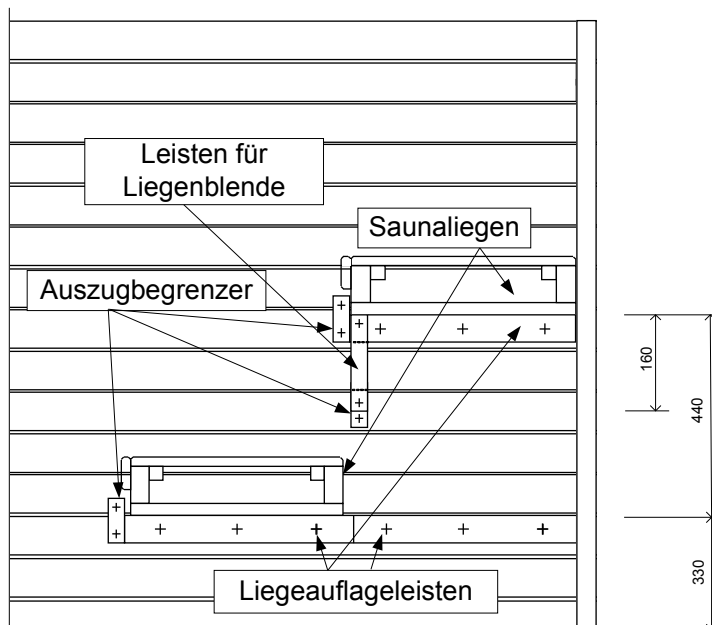 Leisten für
Liegenblende
Saunaliegen
Auszugbegrenzer
160
440
330
Liegeauflageleisten